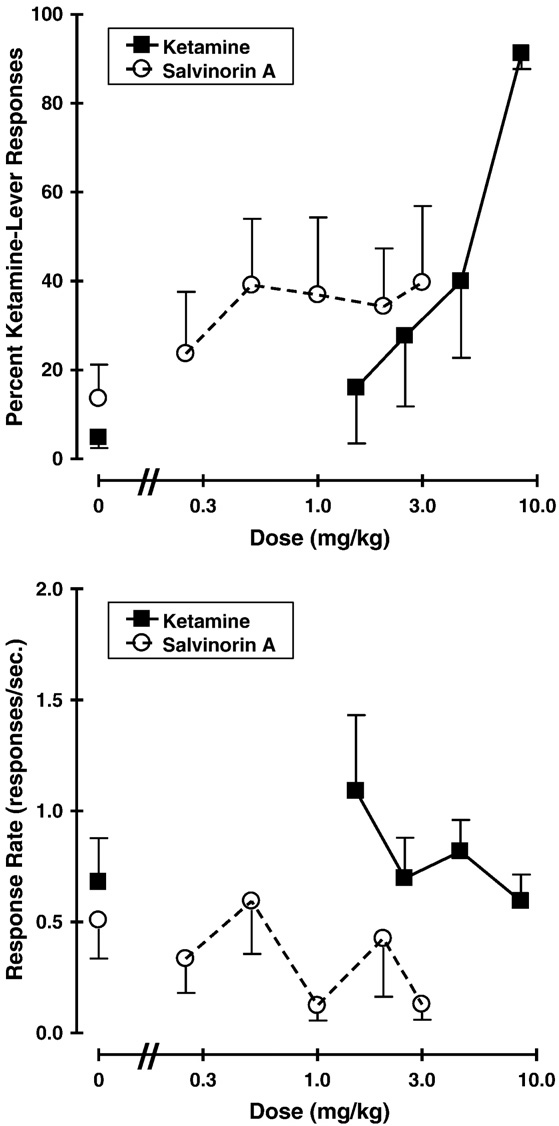 100
80
60
40
20
0
Percent Ketamine-Lever Responses
Ketamine
Salvinorin A
0 0.3 1.0 3.0 10.0
Dose (mg/kg)
2.0
1.5
1.0
0.5
0.0
Response Rate (responses/sec.)
Ketamine
Salvinorin A
0 0.3 1.0 3.0 10.0
Dose (mg/kg)